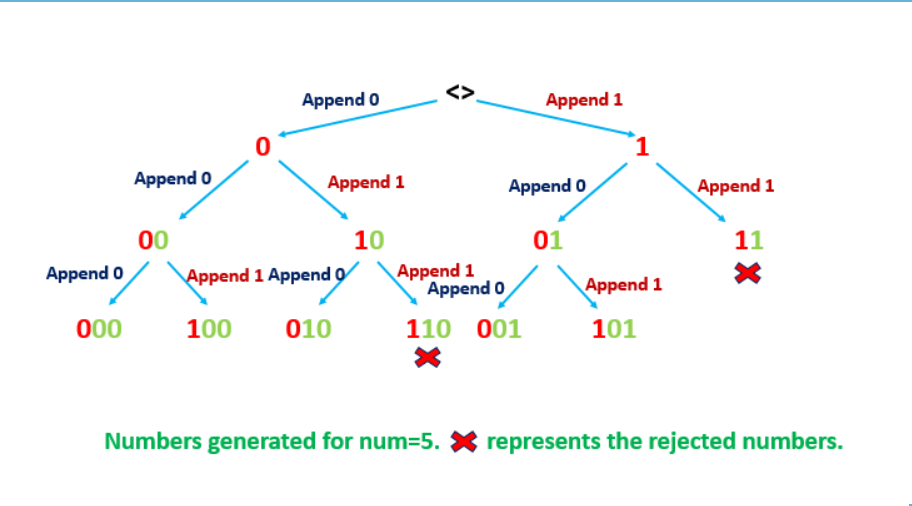 <>
Append 0 Append 1
0 1
Append 0 Append 1 Append 0 Append 1
00 10 01 11
Append 0 Append 1 Append 0 Append 1 Append 0 Append 1
000 100 010 110 001 101
Numbers generated for num=5. represents the rejected numbers.